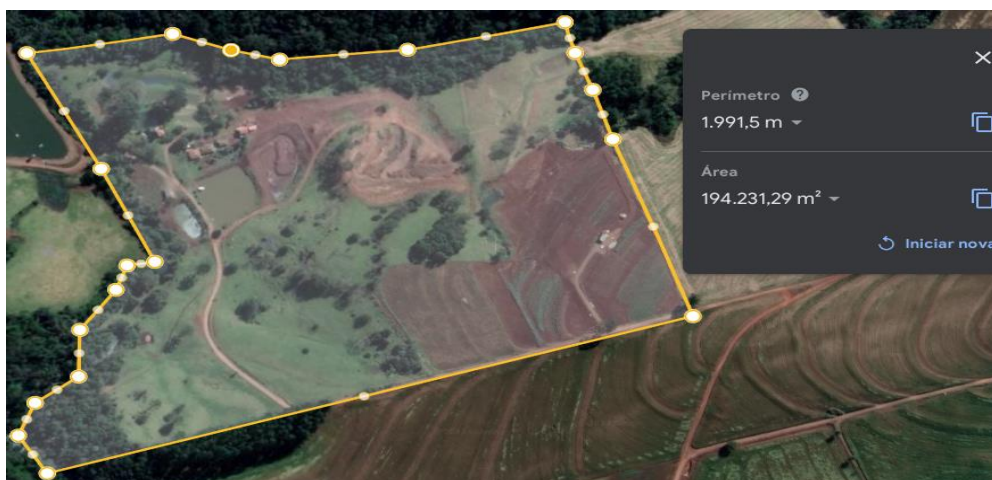 Perímetro
1.991,5 m
Área
194.231,29 m²
Iniciar nova